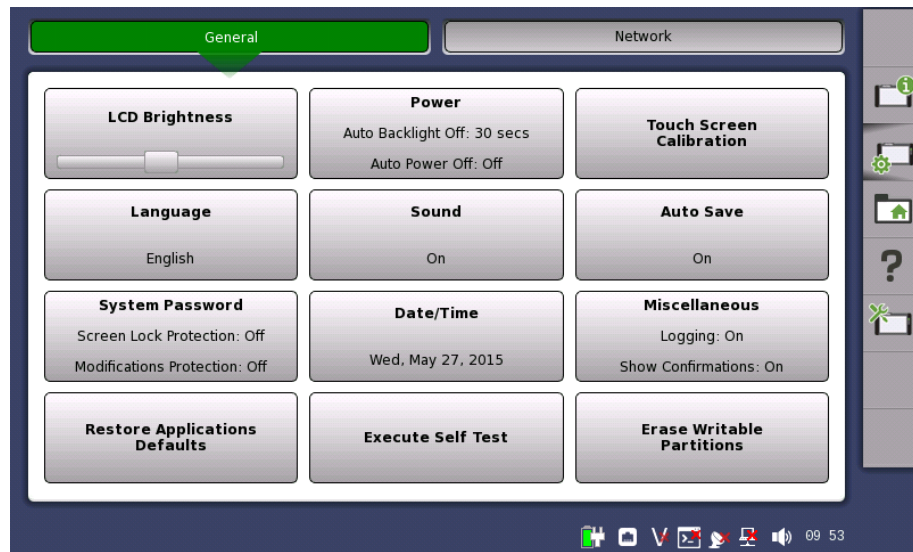 General
Network
LCD Brightness
Power
Auto Backlight Off: 30 secs
Auto Power Off: Off
Touch Screen
Calibration
Language
English
Sound
On
Auto Save
On
System Password
Screen Lock Protection: Off
Modifications Protection: Off
Date/Time
Wed, May 27, 2015
Miscellaneous
Logging: On
Show Confirmations: On
Restore Applications
Defaults
Execute Self Test
Erase Writable
Partitions
09 53